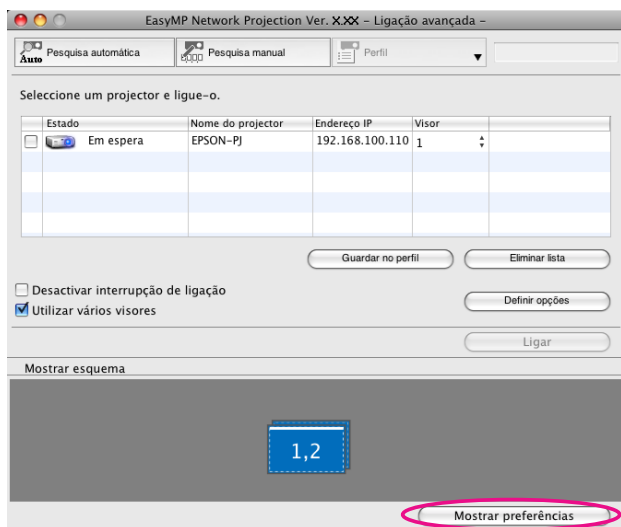 EasyMP Network Projection Ver. X.XX – Ligação avançada –
Auto Pesquisa automática Pesquisa manual Perfil
Seleccione um projector e ligue-o.
Estado Nome do projector Endereço IP Visor
Em espera EPSON-PJ 192.168.100.110 1
Guardar no perfil Eliminar lista
Desactivar interrupção de ligação
Utilizar vários visores
Definir opções
Ligar
Mostrar esquema
1,2
Mostrar preferências